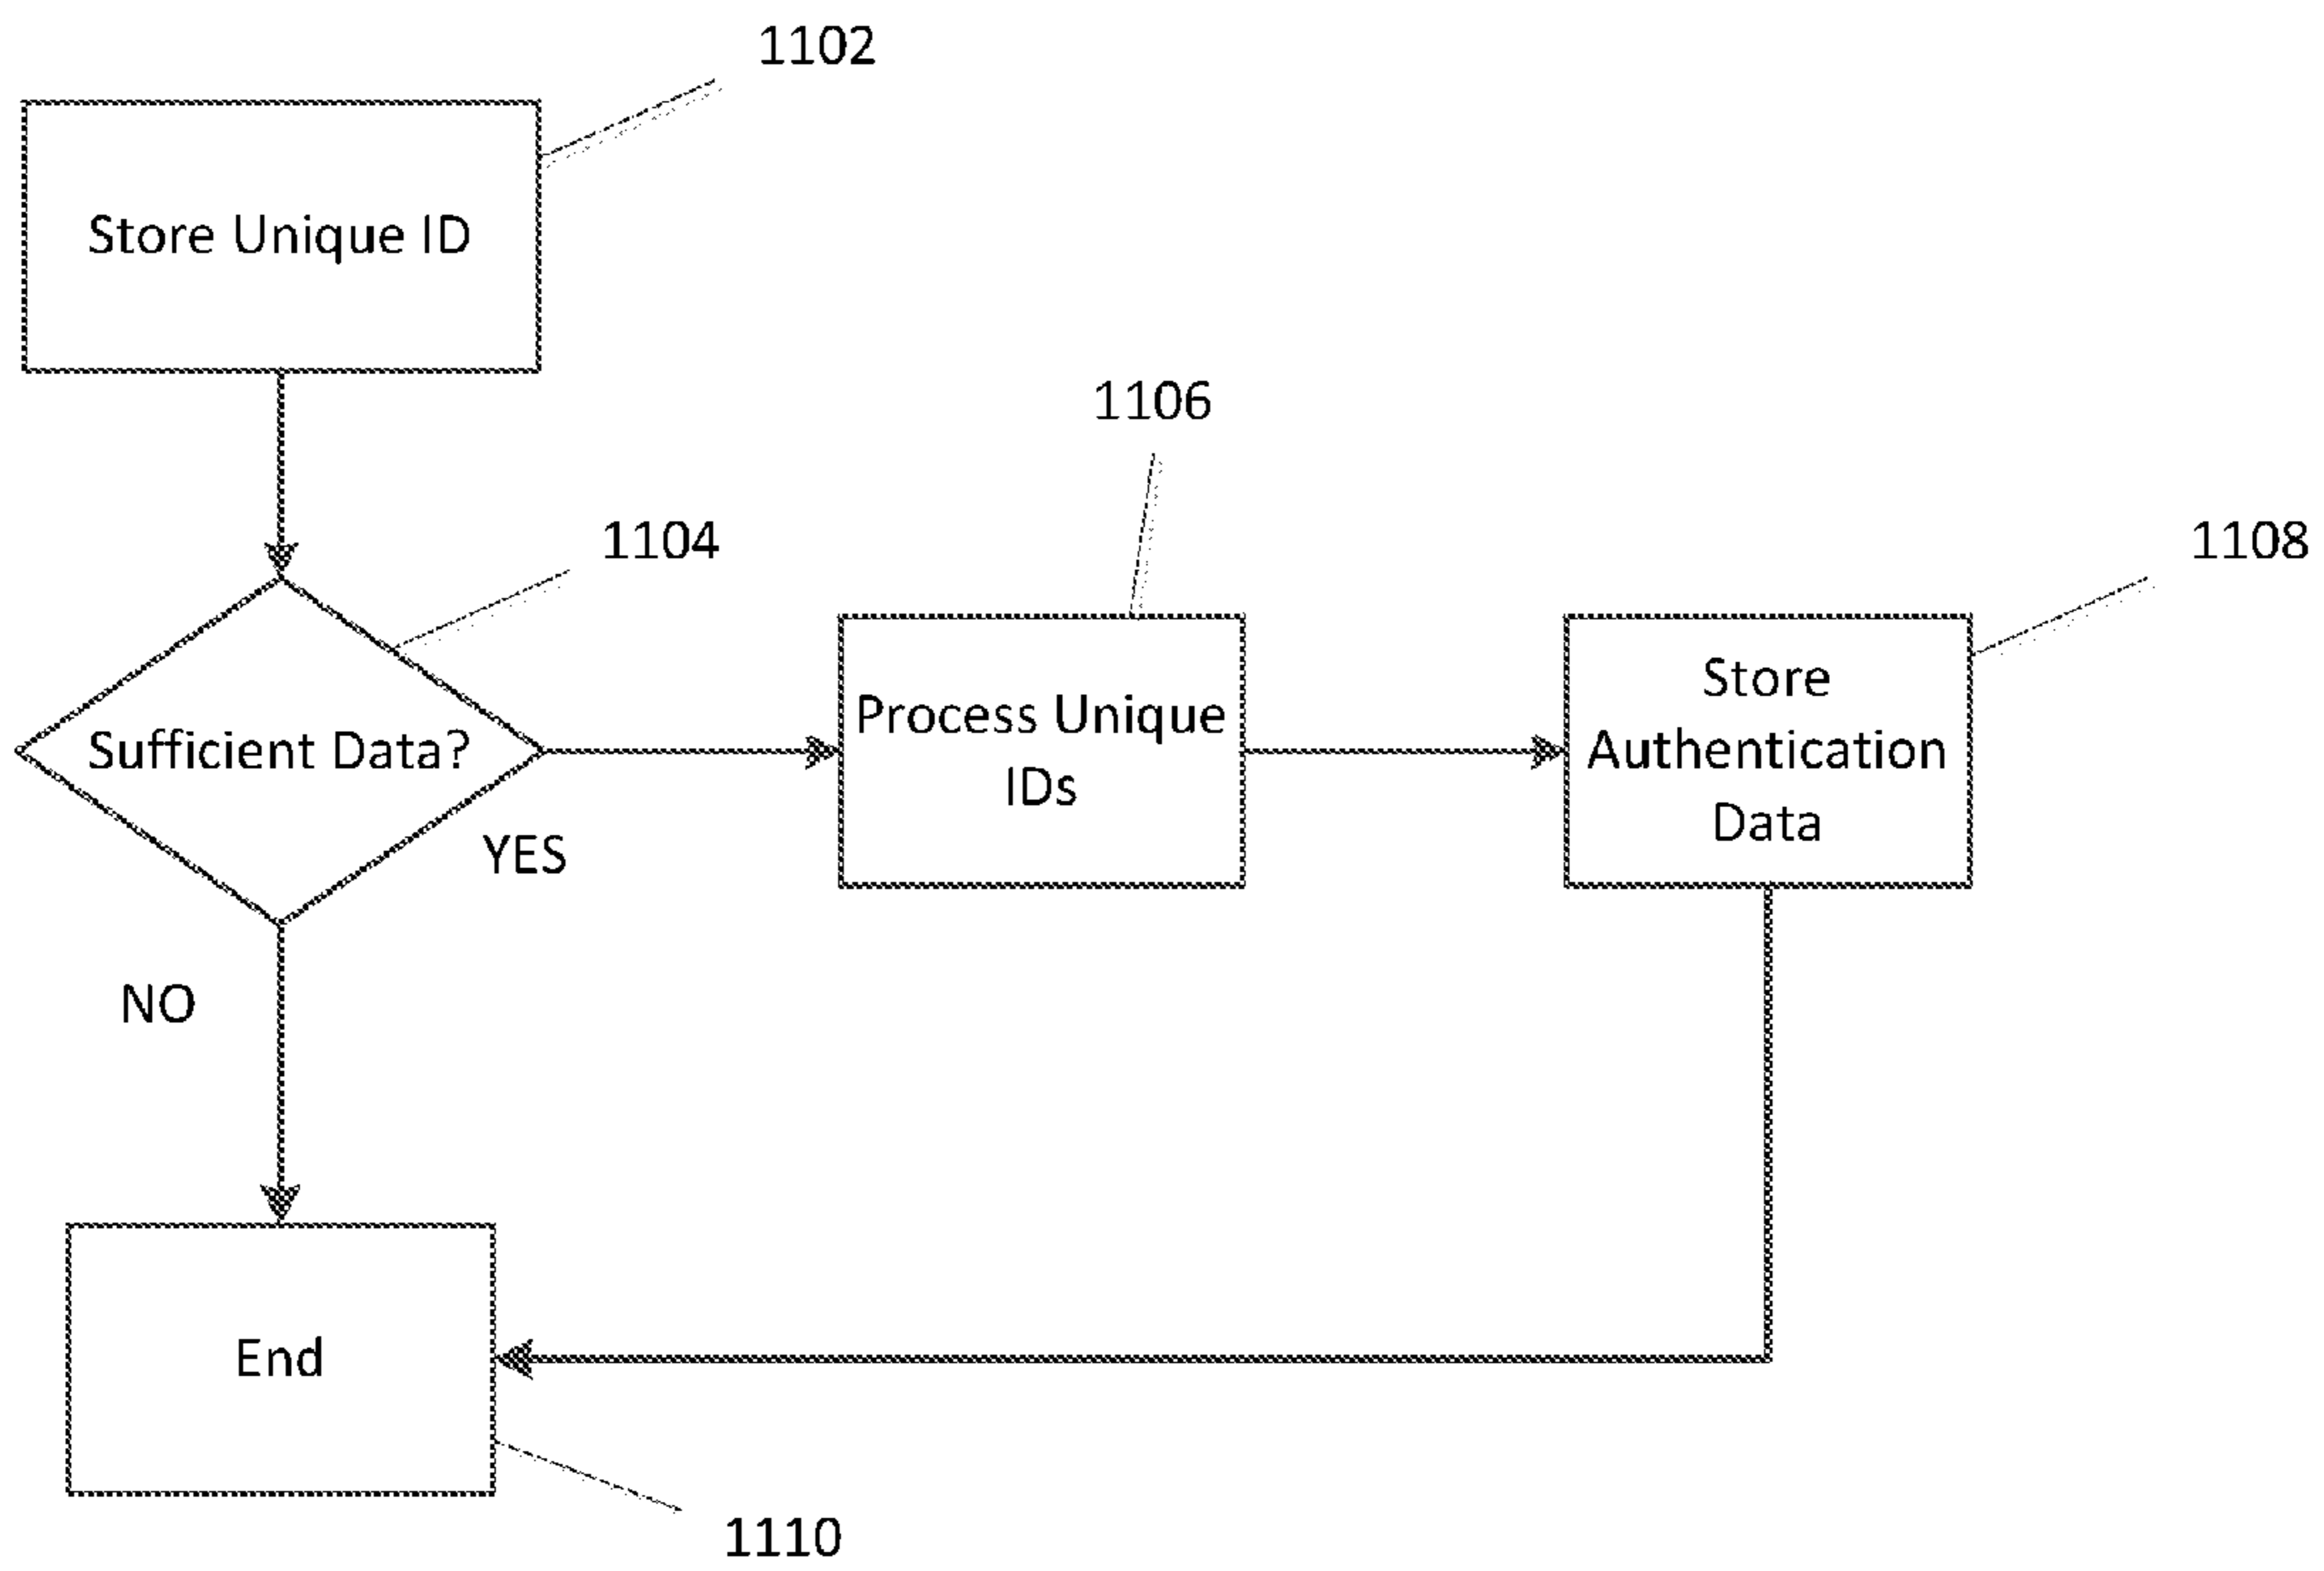 1102
Store Unique ID
1106
1104
1108
Sufficient Data?
YES
Process Unique
IDs
Store
Authentication
Data
NO
End
1110